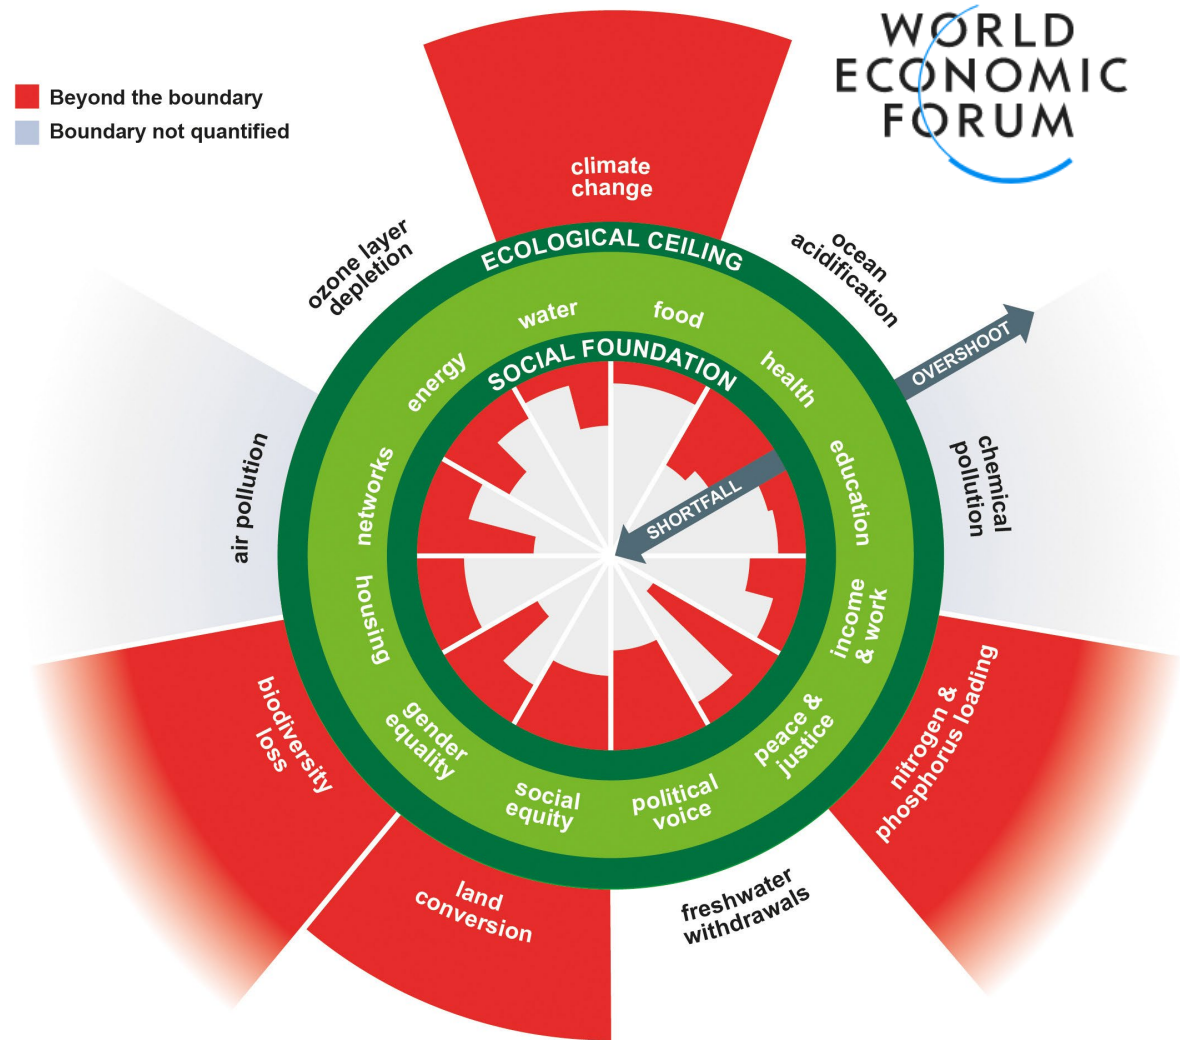 WORLD
ECONOMIC
FORUM
Beyond the boundary
Boundary not quantified
climate
change
ozone layer
depletion
ocean
acidification
ECOLOGICAL CEILING
water
food
energy
health
SOCIAL FOUNDATION
OVERSHOOT
networks
education
air pollution
chemical
pollution
SHORTFALL
housing
income
& work
biodiversity
loss
gender
equality
peace &
justice
nitrogen &
phosphorus loading
social
equity
political
voice
land
conversion
freshwater
withdrawals